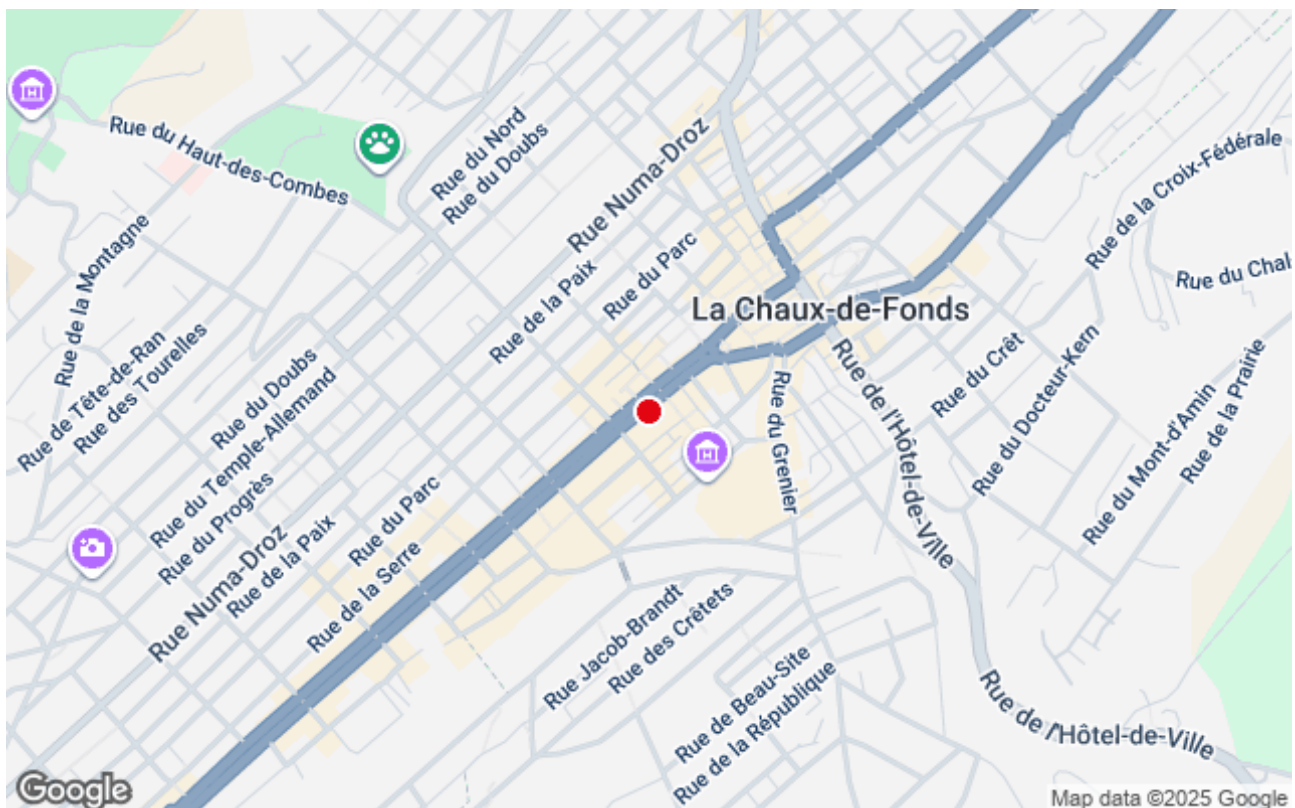 Rue du Haut-des-Combes
Rue du Nord
Rue du Doubs
Rue Numa-Droz
Rue de la Croix-Fédérale
Rue de la Montagne
Rue de la Paix
Rue du Parc
Rue du Chal
La Chaux-de-Fonds
Rue de Tête-de-Ran
Rue des Tourelles
Rue du Doubs
Rue du Temple-Allemand
Rue du Progrès
Rue Numa-Droz
Rue de la Paix
Rue du Parc
Rue de la Serre
Rue du Grenier
Rue de l'Hôtel-de-Ville
Rue du Crêt
Rue du Docteur-Kern
Rue du Mont-d'Amin
Rue de la Prairie
Rue Jacob-Brandt
Rue des Crêtets
Rue de Beau-Site
Rue de la République
Rue de l'Hôtel-de-Ville
Google
Map data ©2025 Google